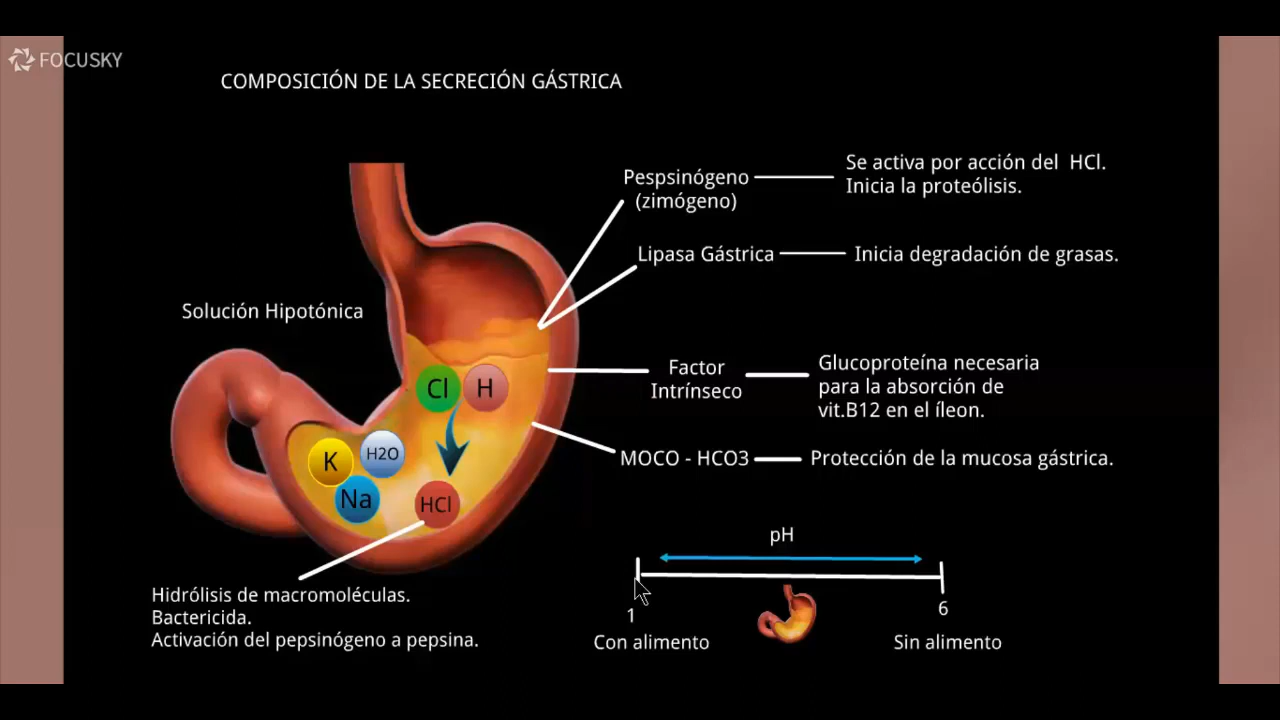 FOCUSKY
COMPOSICIÓN DE LA SECRECIÓN GÁSTRICA
Pespsinógeno
(zimógeno)
Se activa por acción del HCl.
Inicia la proteólisis.
Lipasa Gástrica
Inicia degradación de grasas.
Solución Hipotónica
Factor
Intrínseco
Glucoproteína necesaria
para la absorción de
vit.B12 en el íleon.
Cl
H
K
H2O
Na
HCl
MOCO - HCO3
Protección de la mucosa gástrica.
Hidrólisis de macromoléculas.
Bactericida.
Activación del pepsinógeno a pepsina.
pH
1
6
Con alimento
Sin alimento